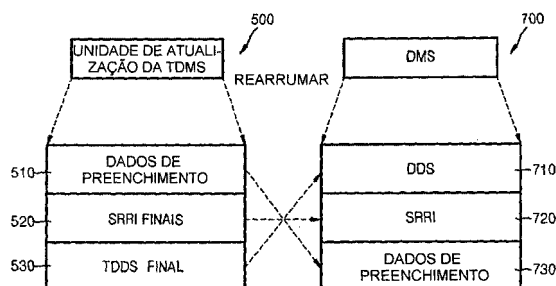 500
700
UNIDADE DE ATUALI-
ZAÇÃO DA TDMS
DMS
REARRUMAR
510
DADOS DE
PREENCHIMENTO
DDS
710
520
SRRI FINAIS
SRRI
720
530
TDDS FINAL
DADOS DE
PREENCHIMENTO
730